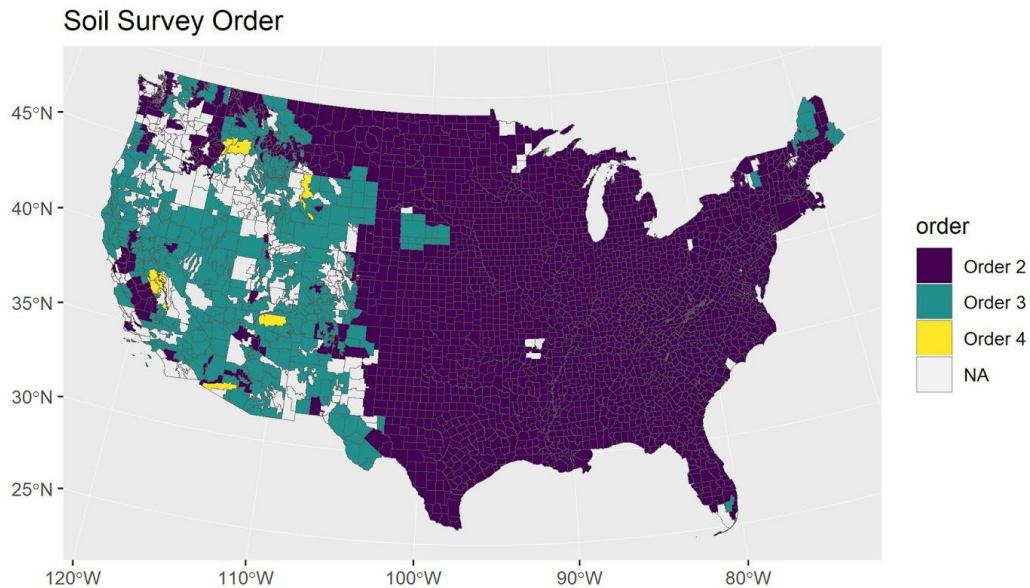 Soil Survey Order
45°N
40°N
35°N
30°N
25°N
120°W
110°W
100°W
90°W
80°W
order
Order 2
Order 3
Order 4
NA